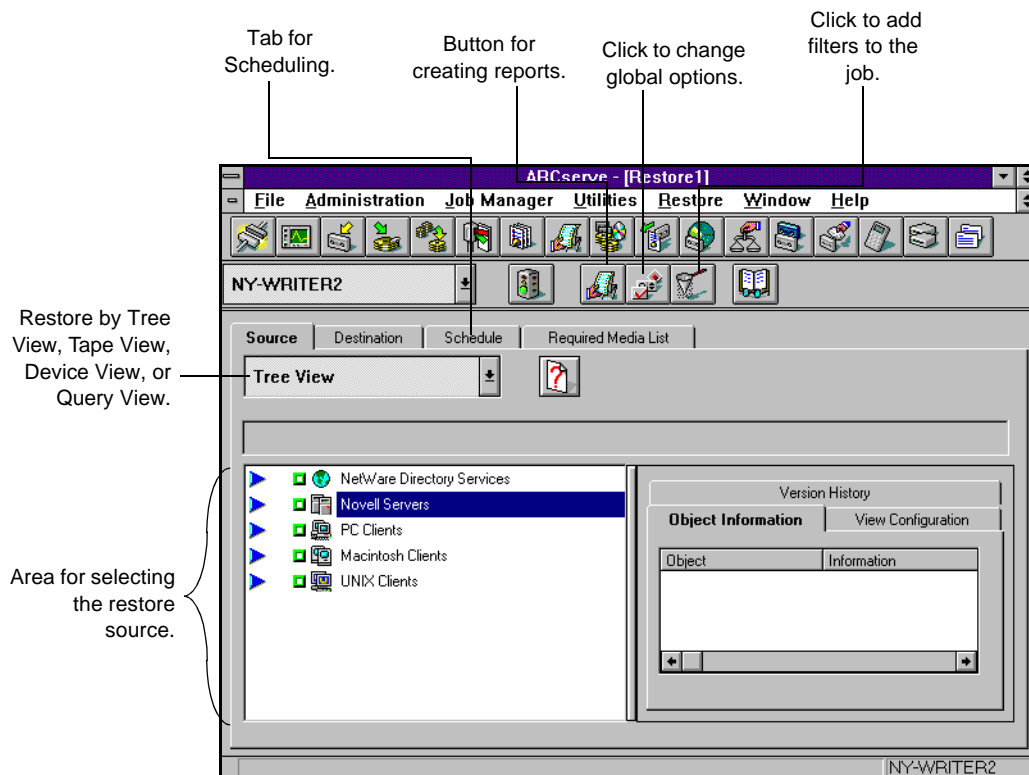 Tab for
Scheduling.
Button for
creating reports.
Click to change
global options.
Click to add
filters to the
job.
ARCserve - [Restore1]
File Administration Job Manager Utilities Restore Window Help
NY-WRITER2
Source Destination Schedule Required Media List
Restore by Tree
View, Tape View,
Device View, or
Query View.
Tree View
?
NetWare Directory Services
Novell Servers
PC Clients
Macintosh Clients
UNIX Clients
Version History
Object Information View Configuration
Object Information
Area for selecting
the restore
source.
NY-WRITER2